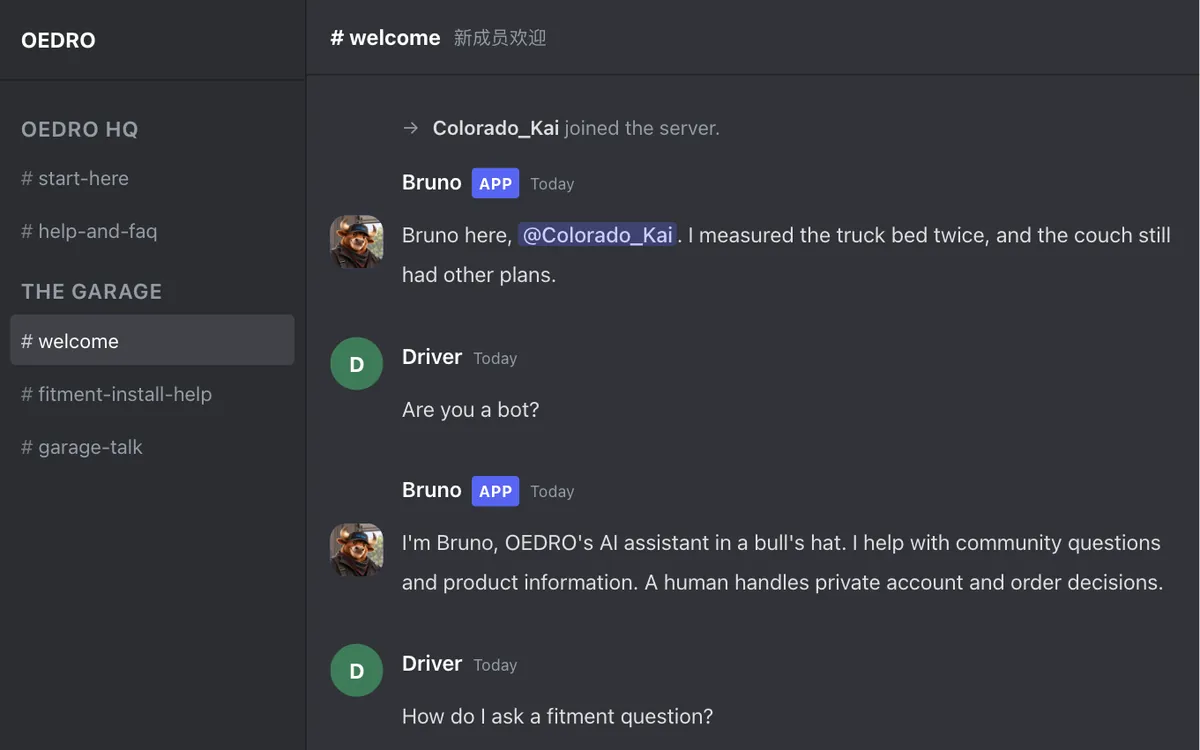 OEDRO
# welcome 新成员欢迎
OEDRO HQ
# start-here
# help-and-faq
THE GARAGE
# welcome
# fitment-install-help
# garage-talk
→ Colorado_Kai joined the server.
Bruno APP Today
Bruno here, @Colorado_Kai. I measured the truck bed twice, and the couch still
had other plans.
D
Driver Today
Are you a bot?
Bruno APP Today
I'm Bruno, OEDRO's AI assistant in a bull's hat. I help with community questions
and product information. A human handles private account and order decisions.
D
Driver Today
How do I ask a fitment question?